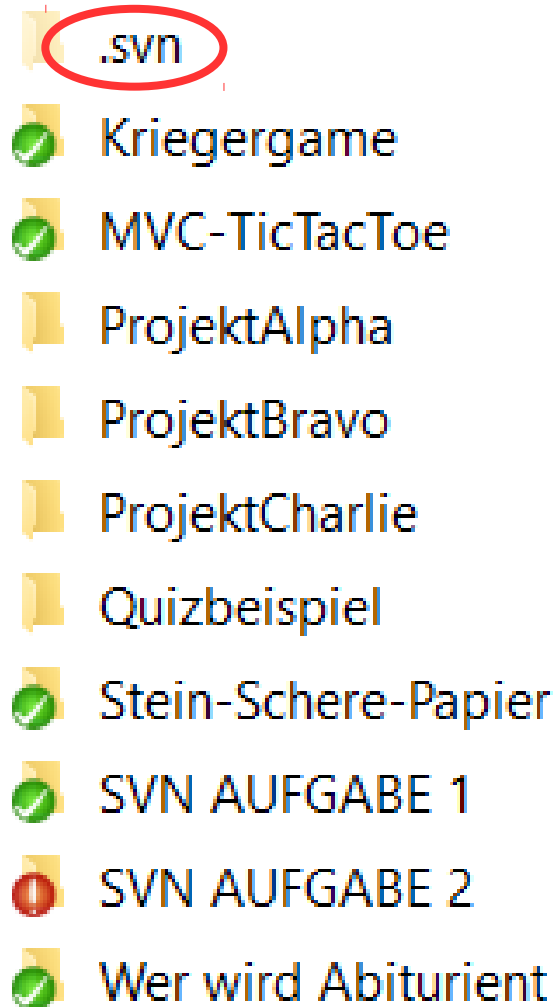 .svn
Kriegergame
MVC-TicTacToe
ProjektAlpha
ProjektBravo
ProjektCharlie
Quizbeispiel
Stein-Schere-Papier
SVN AUFGABE 1
SVN AUFGABE 2
Wer wird Abiturient